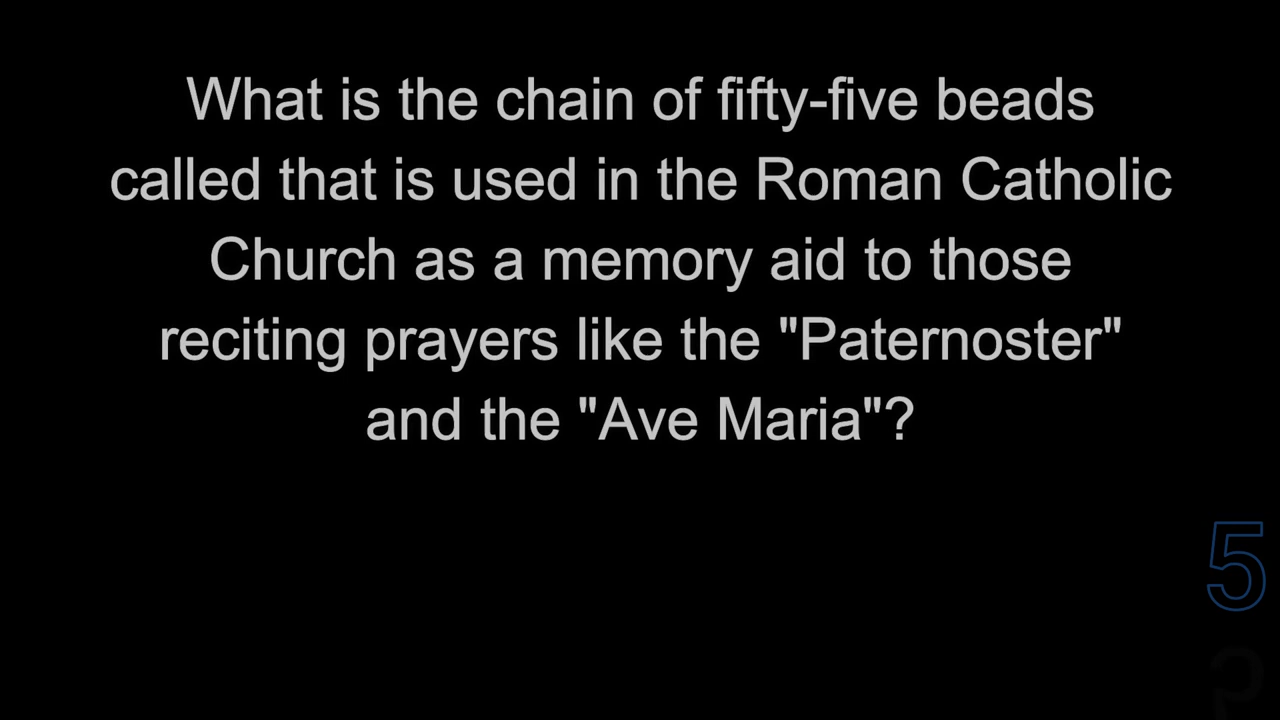 What is the chain of fifty-five beads
called that is used in the Roman Catholic
Church as a memory aid to those
reciting prayers like the "Paternoster"
and the "Ave Maria"?
5